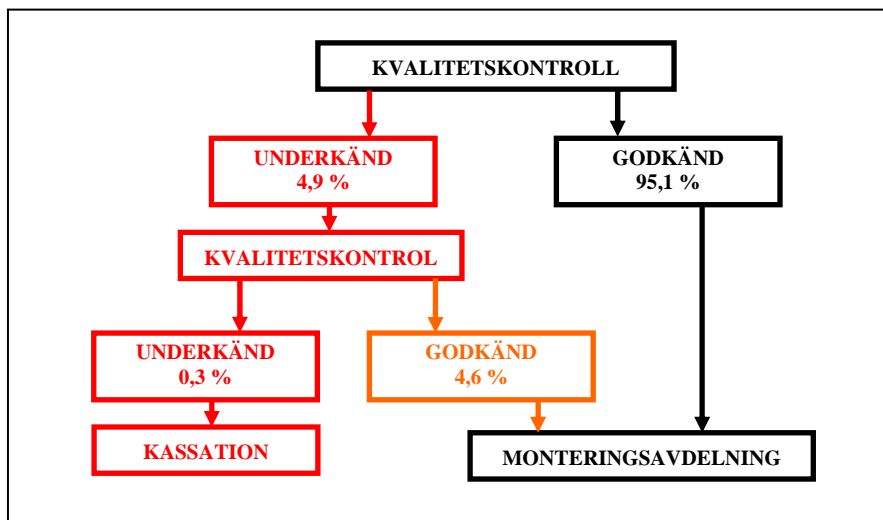 KVALITETSKONTROLL
UNDERKÄND
4,9 %
GODKÄND
95,1 %
KVALITETSKONTROL
UNDERKÄND
0,3 %
GODKÄND
4,6 %
KASSATION
MONTERINGSAVDELNING